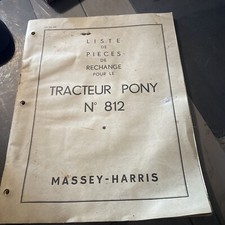 LISTE
DE
PIECES
DE
RECHANGE
POUR LE
TRACTEUR PONY
N° 812
MASSEY-HARRIS